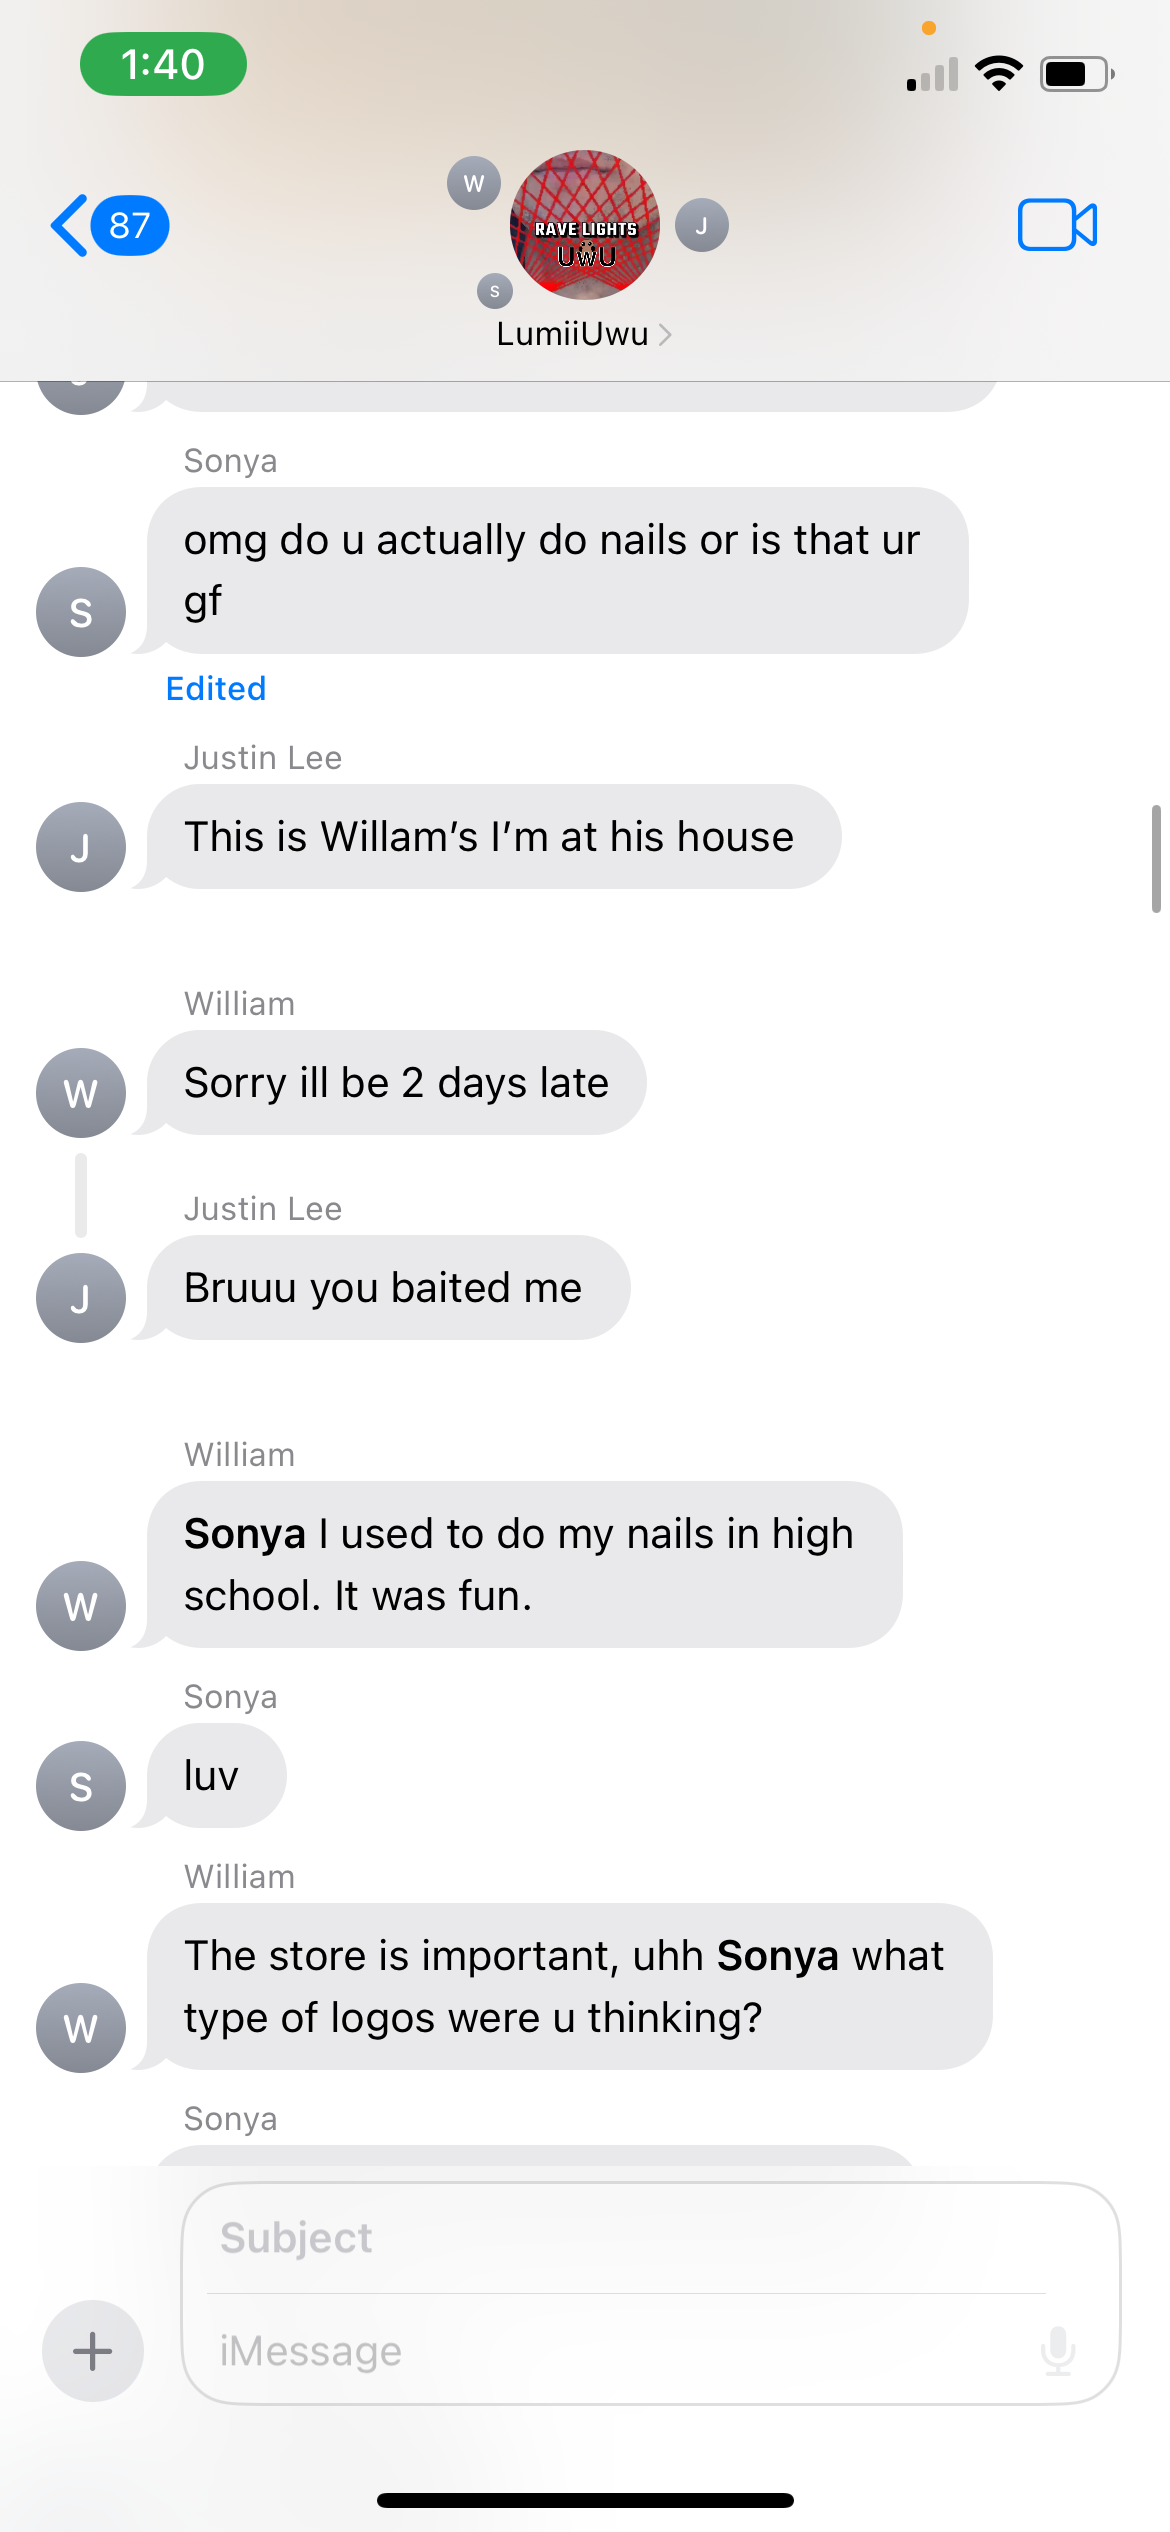 1:40
87
W
RAVE LIGHTS
UWU
J
S
LumiiUwu
Sonya
omg do u actually do nails or is that ur
gf
S
Edited
Justin Lee
This is Willam’s I’m at his house
J
William
Sorry ill be 2 days late
W
Justin Lee
Bruuu you baited me
J
William
Sonya I used to do my nails in high
school. It was fun.
W
Sonya
luv
S
William
The store is important, uhh Sonya what
type of logos were u thinking?
W
Sonya
Subject
iMessage